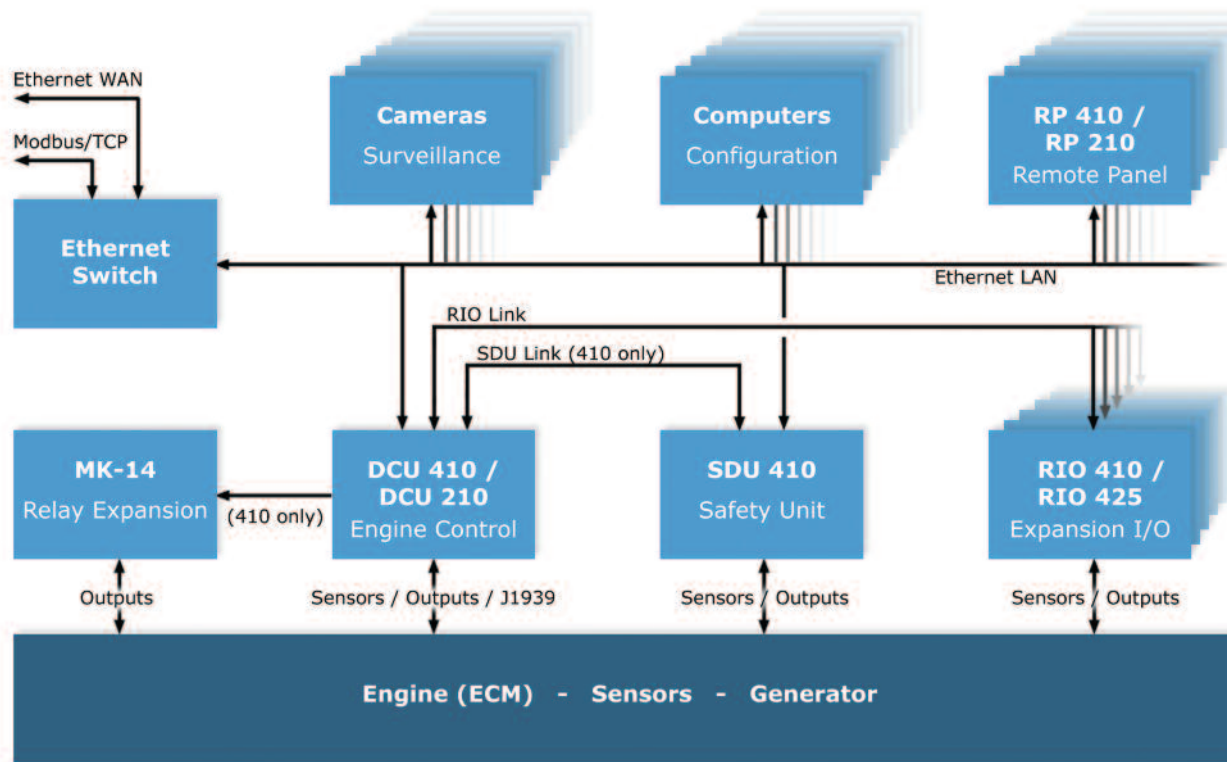 Ethernet WAN
Modbus/TCP
Ethernet
Switch
Cameras
Surveillance
Computers
Configuration
RP 410 /
RP 210
Remote Panel
Ethernet LAN
RIO Link
SDU Link (410 only)
MK-14
Relay Expansion
(410 only)
DCU 410 /
DCU 210
Engine Control
SDU 410
Safety Unit
RIO 410 /
RIO 425
Expansion I/O
Outputs
Sensors / Outputs / J1939
Sensors / Outputs
Sensors / Outputs
Engine (ECM) - Sensors - Generator